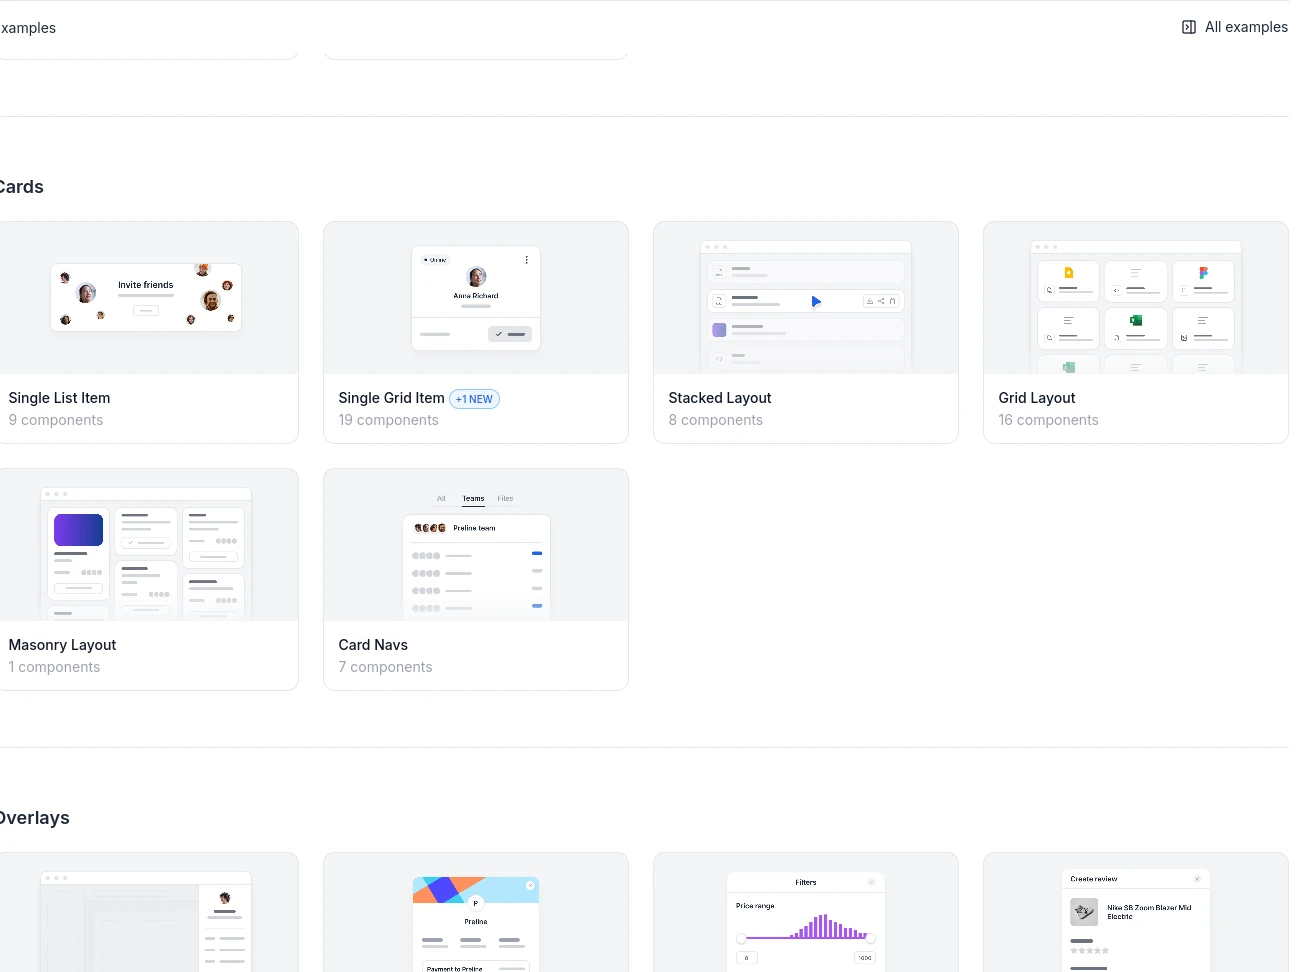 xamples
All examples
Cards
Invite friends
Online
Anna Richard
Single List Item
9 components
Single Grid Item +1 NEW
19 components
Stacked Layout
8 components
Grid Layout
16 components
All Teams Files
Preline team
Masonry Layout
1 components
Card Navs
7 components
Overlays
P
Preline
Payment to Preline
Filters
Price range
0 1000
Create review
Nike SB Zoom Blazer Mid
Electric